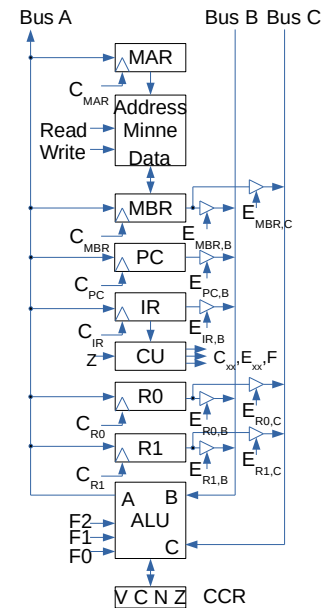 Bus A Bus B Bus C
MAR
C_MAR
Address
Minne
Read
Write
Data
MBR
C_MBR E_MBR,B E_MBR,C
PC
C_PC E_PC,B
IR
C_IR E_IR,B
Z CU C_xx,E_xx,F
R0
C_R0 E_R0,B E_R0,C
R1
C_R1 E_R1,B E_R1,C
A B
ALU
F2
F1
F0
C
V C N Z CCR